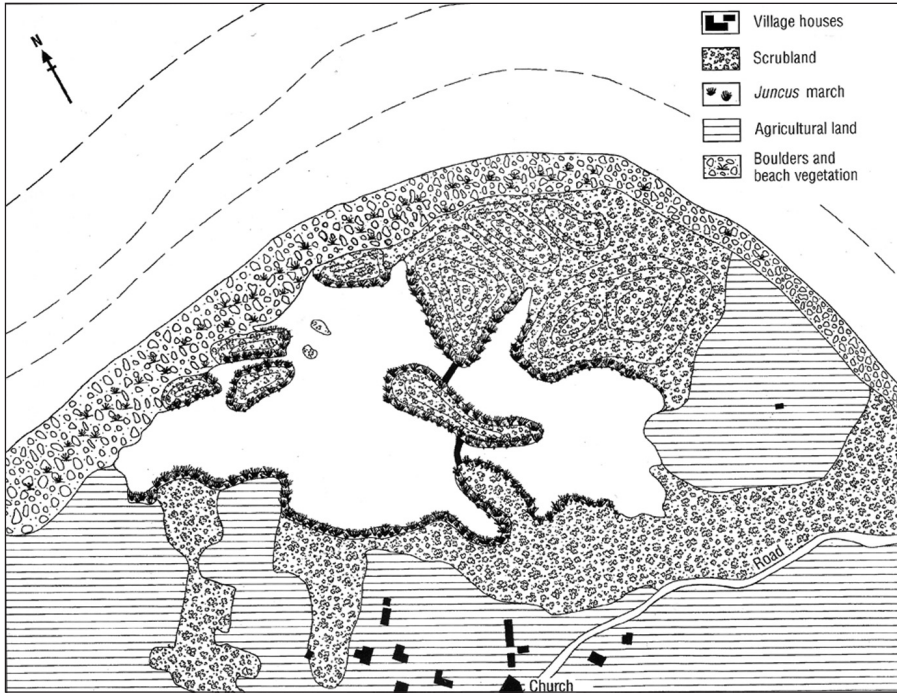 N
Village houses
Scrubland
Juncus march
Agricultural land
Boulders and
beach vegetation
Road
c Church